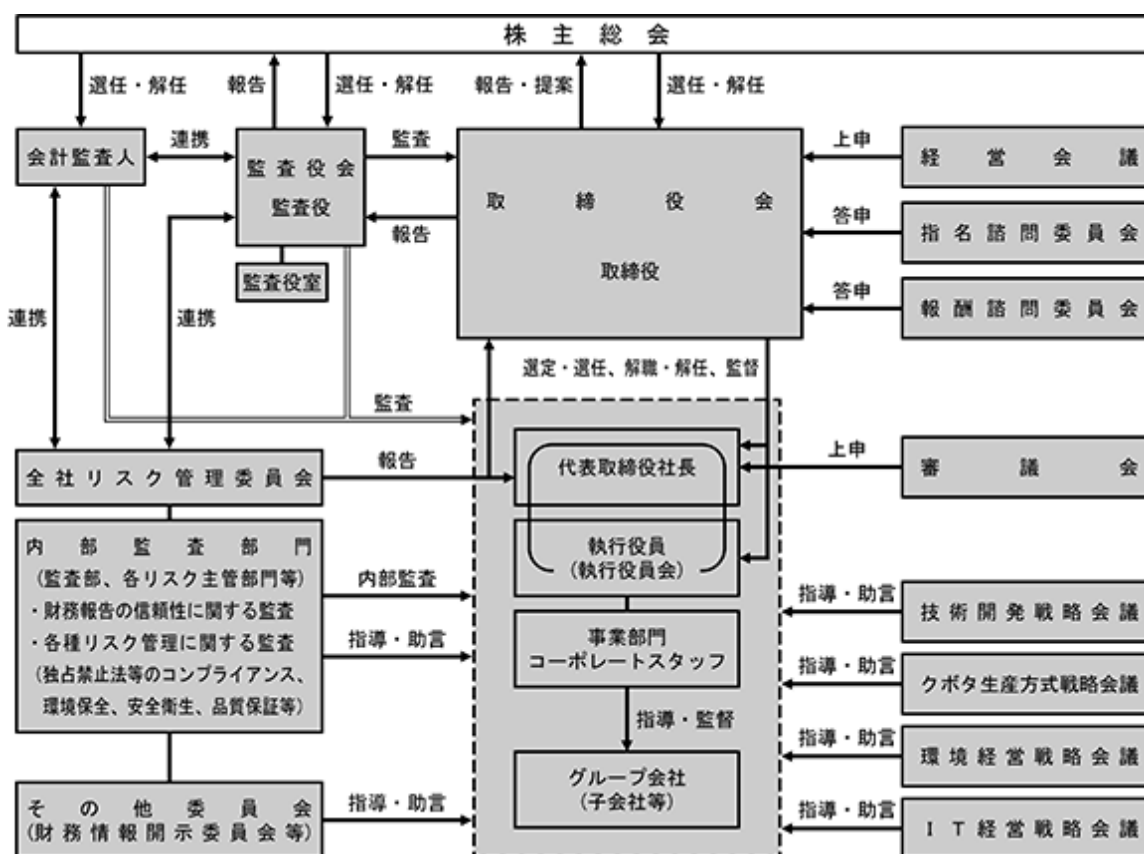 株主総会
選任・解任
報告
選任・解任
報告・提案
選任・解任
会計監査人
連携
監査役会
監査役
監査
報告
取締役会
取締役
上申
経営会議
答申
指名諮問委員会
監査役室
答申
報酬諮問委員会
連携
連携
選定・選任、解職・解任、監督
監査
全社リスク管理委員会
報告
代表取締役社長
上申
審議会
内部監査部門
(監査部、各リスク主管部門等)
・財務報告の信頼性に関する監査
・各種リスク管理に関する監査
(独占禁止法等のコンプライアンス、
環境保全、安全衛生、品質保証等)
内部監査
指導・助言
執行役員
(執行役員会)
事業部門
コーポレートスタッフ
指導・助言
技術開発戦略会議
指導・助言
クボタ生産方式戦略会議
指導・監督
指導・助言
環境経営戦略会議
グループ会社
(子会社等)
その他委員会
(財務情報開示委員会等)
指導・助言
指導・助言
IT経営戦略会議